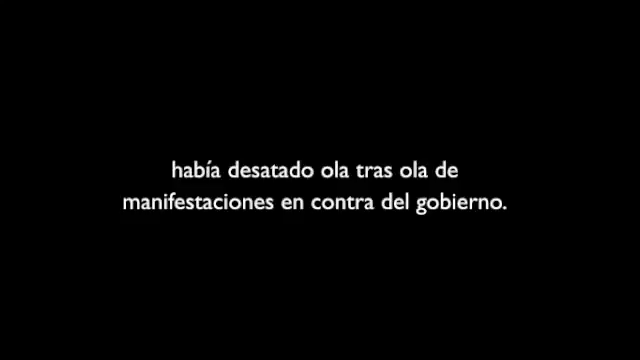 había desatado ola tras ola de
manifestaciones en contra del gobierno.